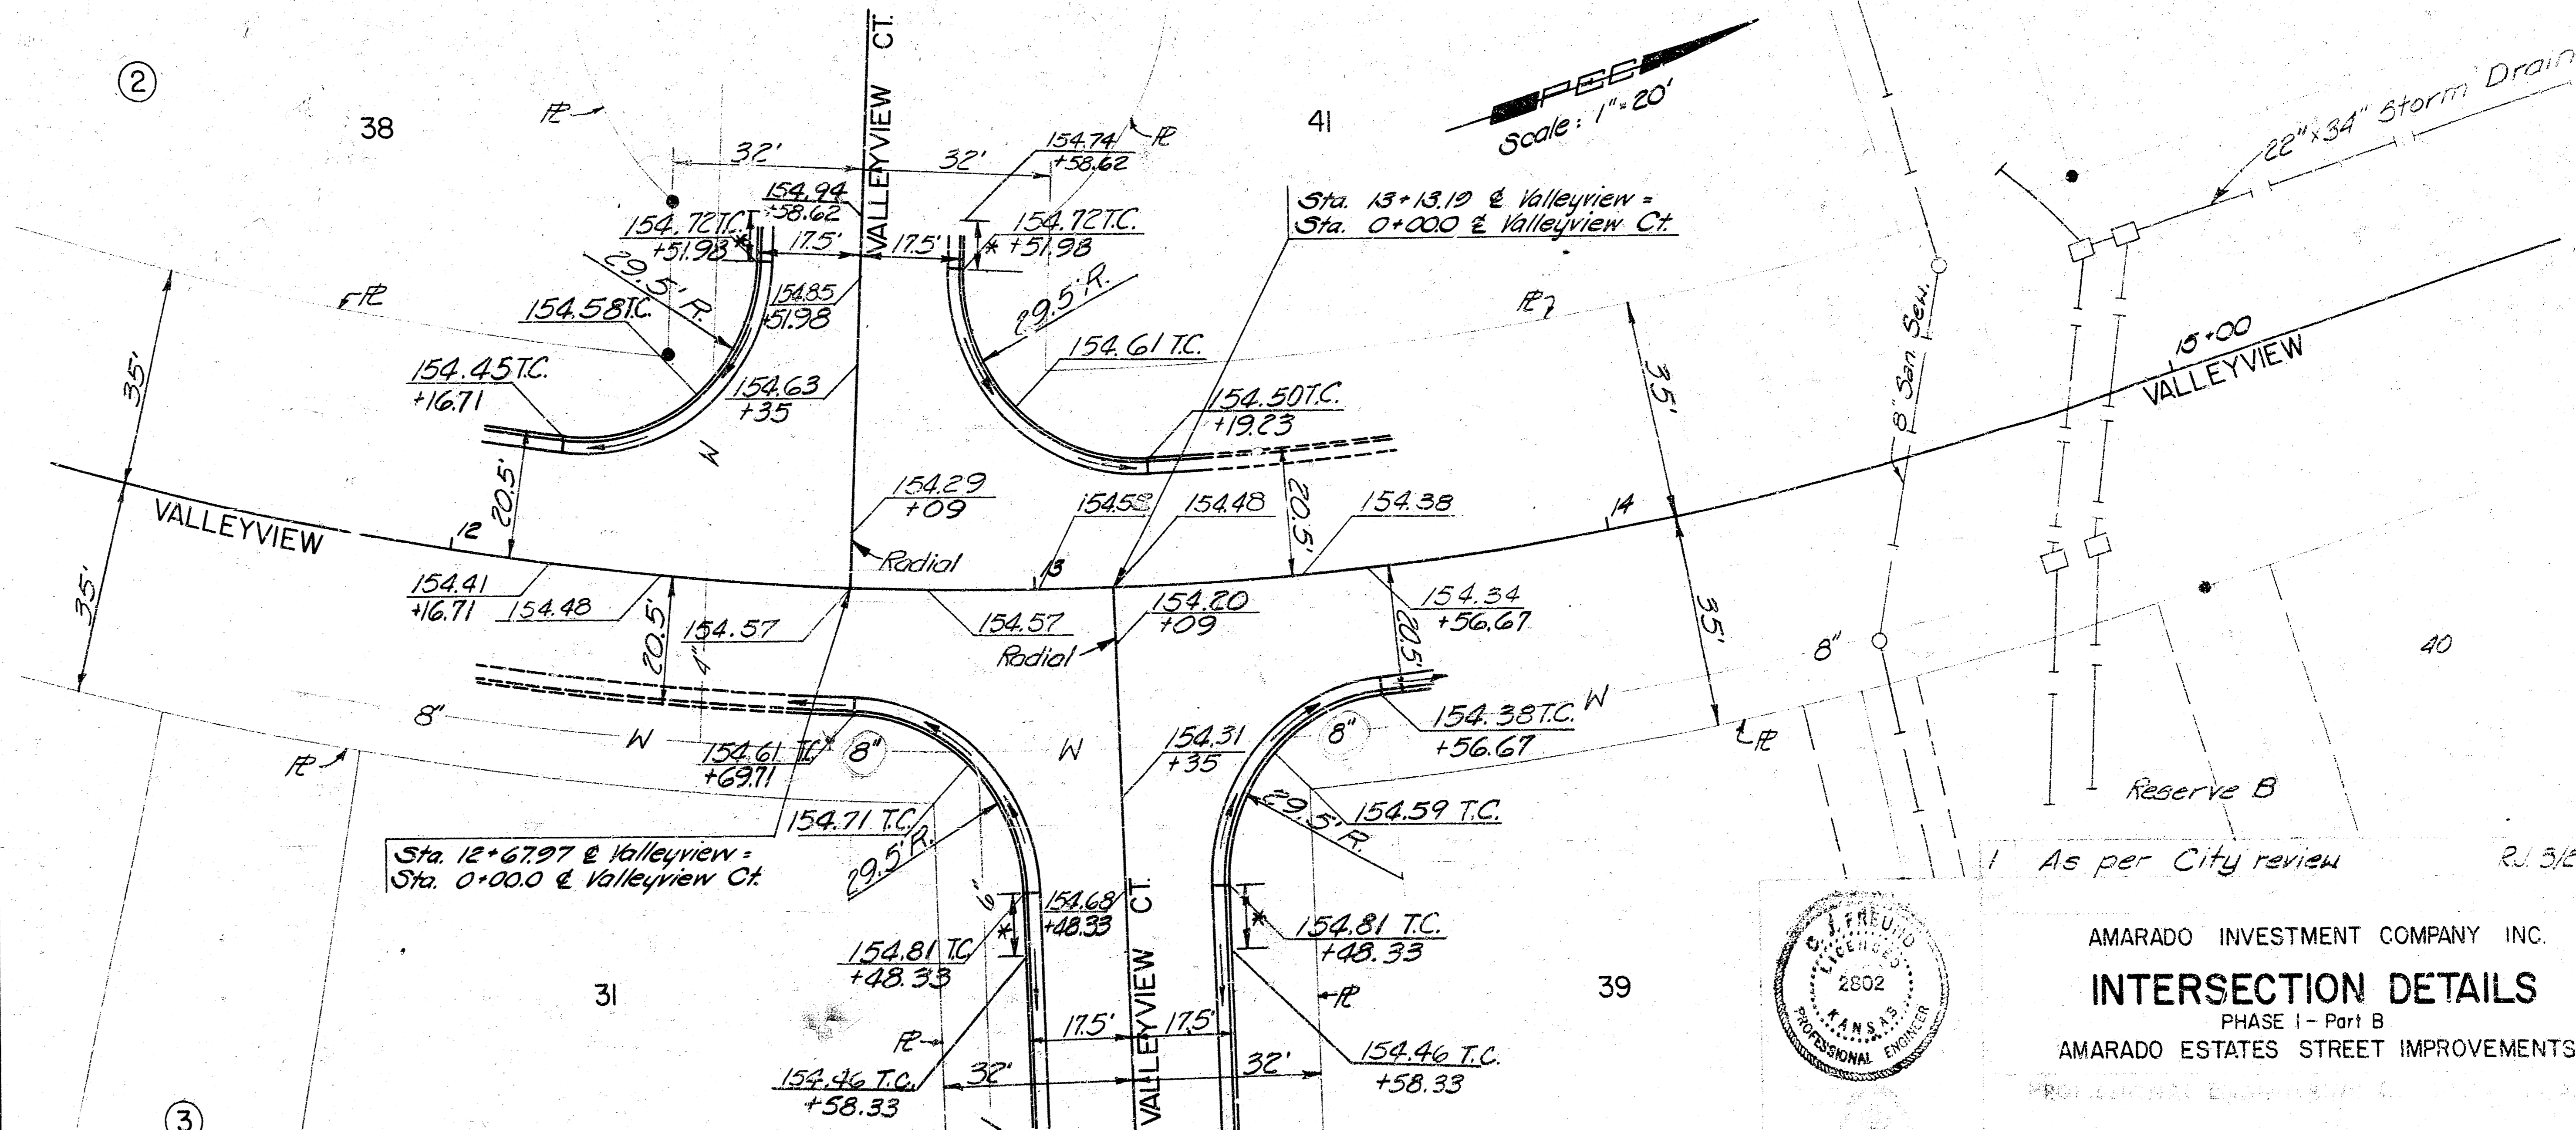 2
38
41
VALLEYVIEW CT.
PEC
Scale: 1"=20'
22"x34" Storm Drain
32'
32'
154.74
+58.62
154.94
+58.62
154.72 T.C.
+51.98
*
17.5'
17.5'
154.72 T.C.
* +51.98
Sta. 13+13.19 ℄ Valleyview =
Sta. 0+00.0 ℄ Valleyview Ct.
29.5' R.
154.85
+51.98
29.5' R.
154.58 T.C.
154.61 T.C.
154.45 T.C.
+16.71
154.63
+35
154.50 T.C.
+19.23
35'
35'
20.5'
20.5'
W
8" San. Sew.
15+00
VALLEYVIEW
VALLEYVIEW
12
154.29
+09
154.48
154.38
14
Radial
13
154.41
+16.71
154.48
154.57
154.57
154.20
+09
154.34
+56.67
35'
35'
20.5'
4"
Radial
20.5'
8"
40
8"
W
154.61 T.C.
+69.71
8"
W
154.31
+35
8"
W
154.38 T.C.
+56.67
Reserve B
154.71 T.C.
154.59 T.C.
29.5' R.
29.5' R.
Sta. 12+67.97 ℄ Valleyview =
Sta. 0+00.0 ℄ Valleyview Ct.
1 As per City review R.J.
6"
154.68
+48.33
*
*
154.81 T.C.
+48.33
154.81 T.C.
+48.33
VALLEYVIEW CT.
31
39
O. J. FREUND
LICENSED
2802
KANSAS
PROFESSIONAL ENGINEER
AMARADO INVESTMENT COMPANY INC.
INTERSECTION DETAILS
PHASE I - Part B
AMARADO ESTATES STREET IMPROVEMENTS
17.5'
17.5'
32'
32'
154.46 T.C.
+58.33
154.46 T.C.
+58.33
3